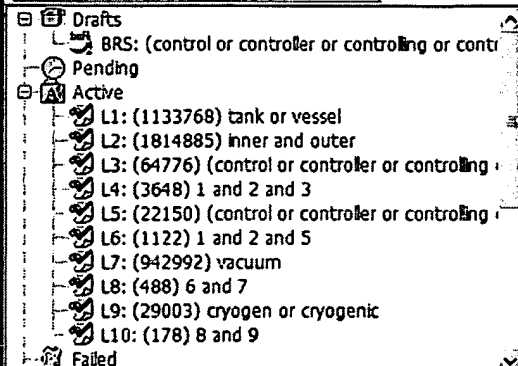 Drafts
BRS: (control or controller or controlling or contr
Pending
Active
L1: (1133768) tank or vessel
L2: (1814885) inner and outer
L3: (64776) (control or controller or controlling
L4: (3648) 1 and 2 and 3
L5: (22150) (control or controller or controlling
L6: (1122) 1 and 2 and 5
L7: (942992) vacuum
L8: (488) 6 and 7
L9: (29003) cryogen or cryogenic
L10: (178) 8 and 9
Failed